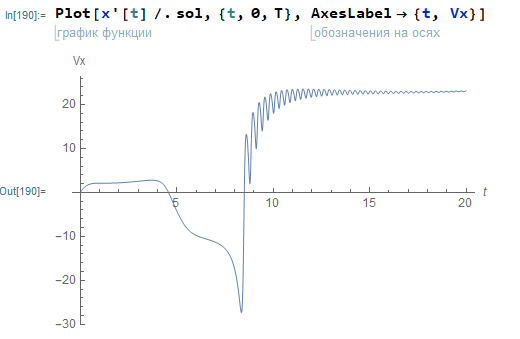 In[190]:= Plot[x'[t] /. sol, {t, 0, T}, AxesLabel → {t, Vx}]
график функции обозначения на осях
Vx
20
10
Out[190]=
5 10 15 20 t
-10
-20
-30